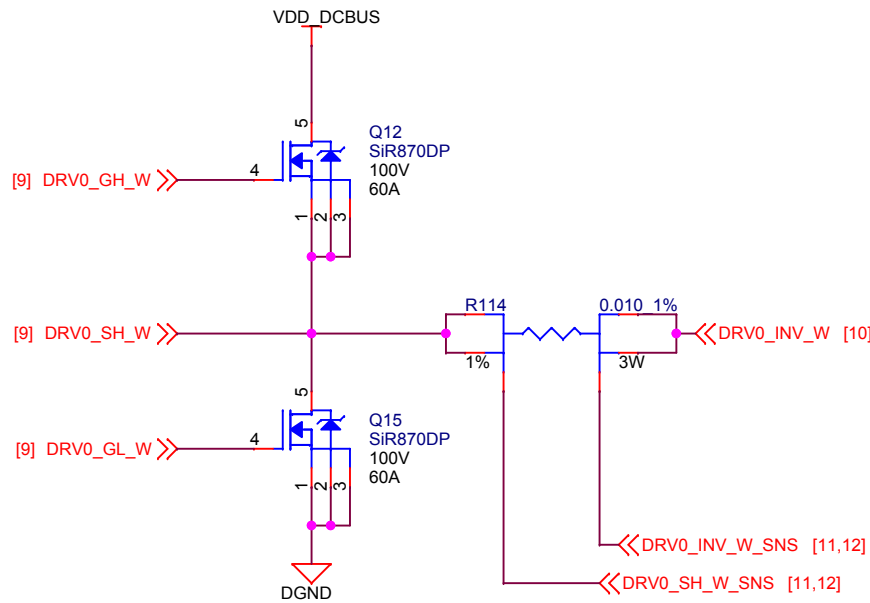 VDD_DCBUS
5
Q12
SiR870DP
100V
60A
[9] DRV0_GH_W
4
1
2
3
R114
0.010_1%
[9] DRV0_SH_W
DRV0_INV_W [10]
1%
3W
5
Q15
SiR870DP
100V
60A
[9] DRV0_GL_W
4
1
2
3
DRV0_INV_W_SNS [11,12]
DRV0_SH_W_SNS [11,12]
DGND